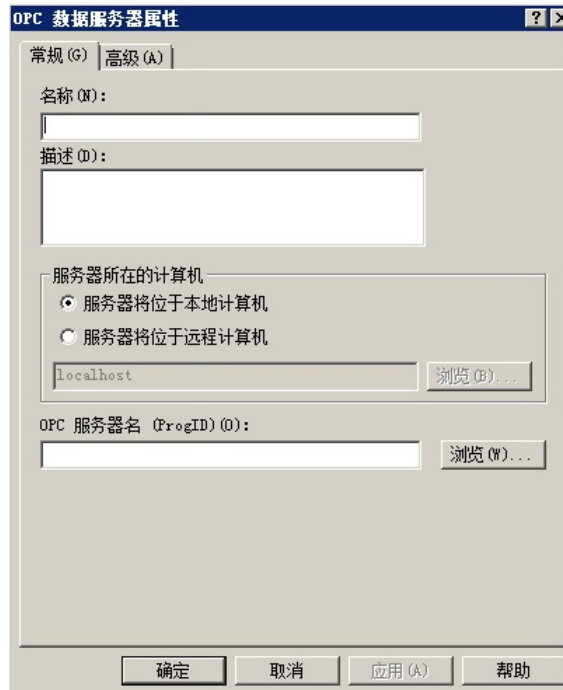 OPC 数据服务器属性
常规(G) 高级(A)
名称(N):
描述(D):
服务器所在的计算机
服务器将位于本地计算机
服务器将位于远程计算机
localhost 浏览(B)...
OPC 服务器名 (ProgID)(O):
浏览(W)...
确定 取消 应用(A) 帮助